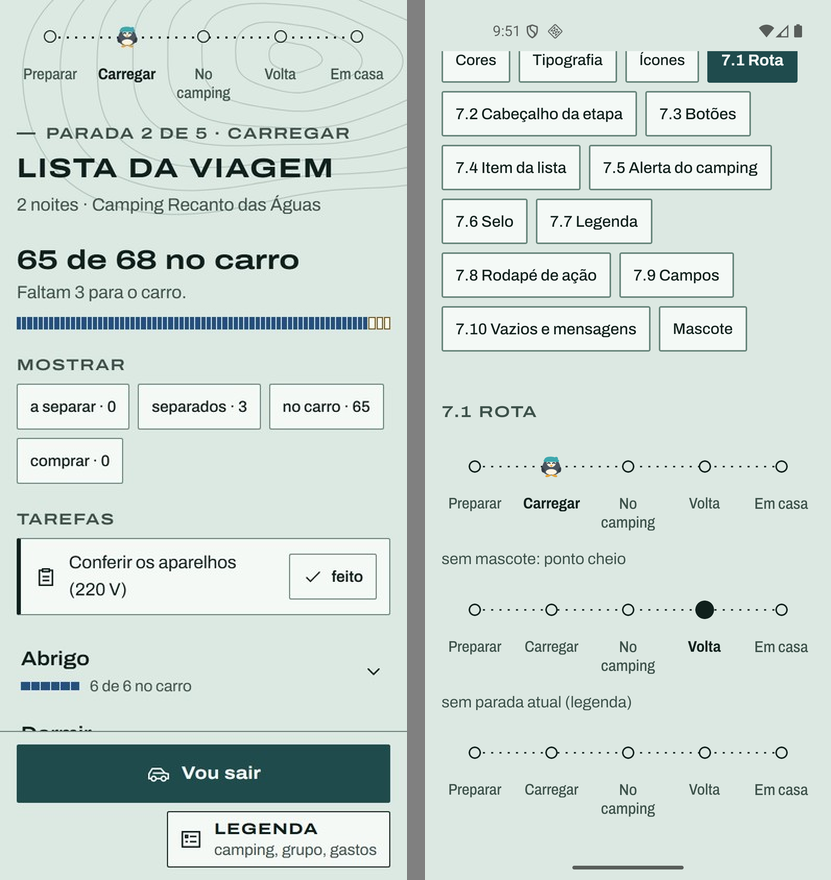 Preparar Carregar No camping Volta Em casa
— PARADA 2 DE 5 · CARREGAR
LISTA DA VIAGEM
2 noites · Camping Recanto das Águas
65 de 68 no carro
Faltam 3 para o carro.
MOSTRAR
a separar · 0
separados · 3
no carro · 65
comprar · 0
TAREFAS
Conferir os aparelhos
(220 V)
feito
Abrigo
6 de 6 no carro
Dormir
Vou sair
LEGENDA
camping, grupo, gastos
9:51
Cores
Tipografia
Ícones
7.1 Rota
7.2 Cabeçalho da etapa
7.3 Botões
7.4 Item da lista
7.5 Alerta do camping
7.6 Selo
7.7 Legenda
7.8 Rodapé de ação
7.9 Campos
7.10 Vazios e mensagens
Mascote
7.1 ROTA
Preparar Carregar No camping Volta Em casa
sem mascote: ponto cheio
Preparar Carregar No camping Volta Em casa
sem parada atual (legenda)
Preparar Carregar No camping Volta Em casa